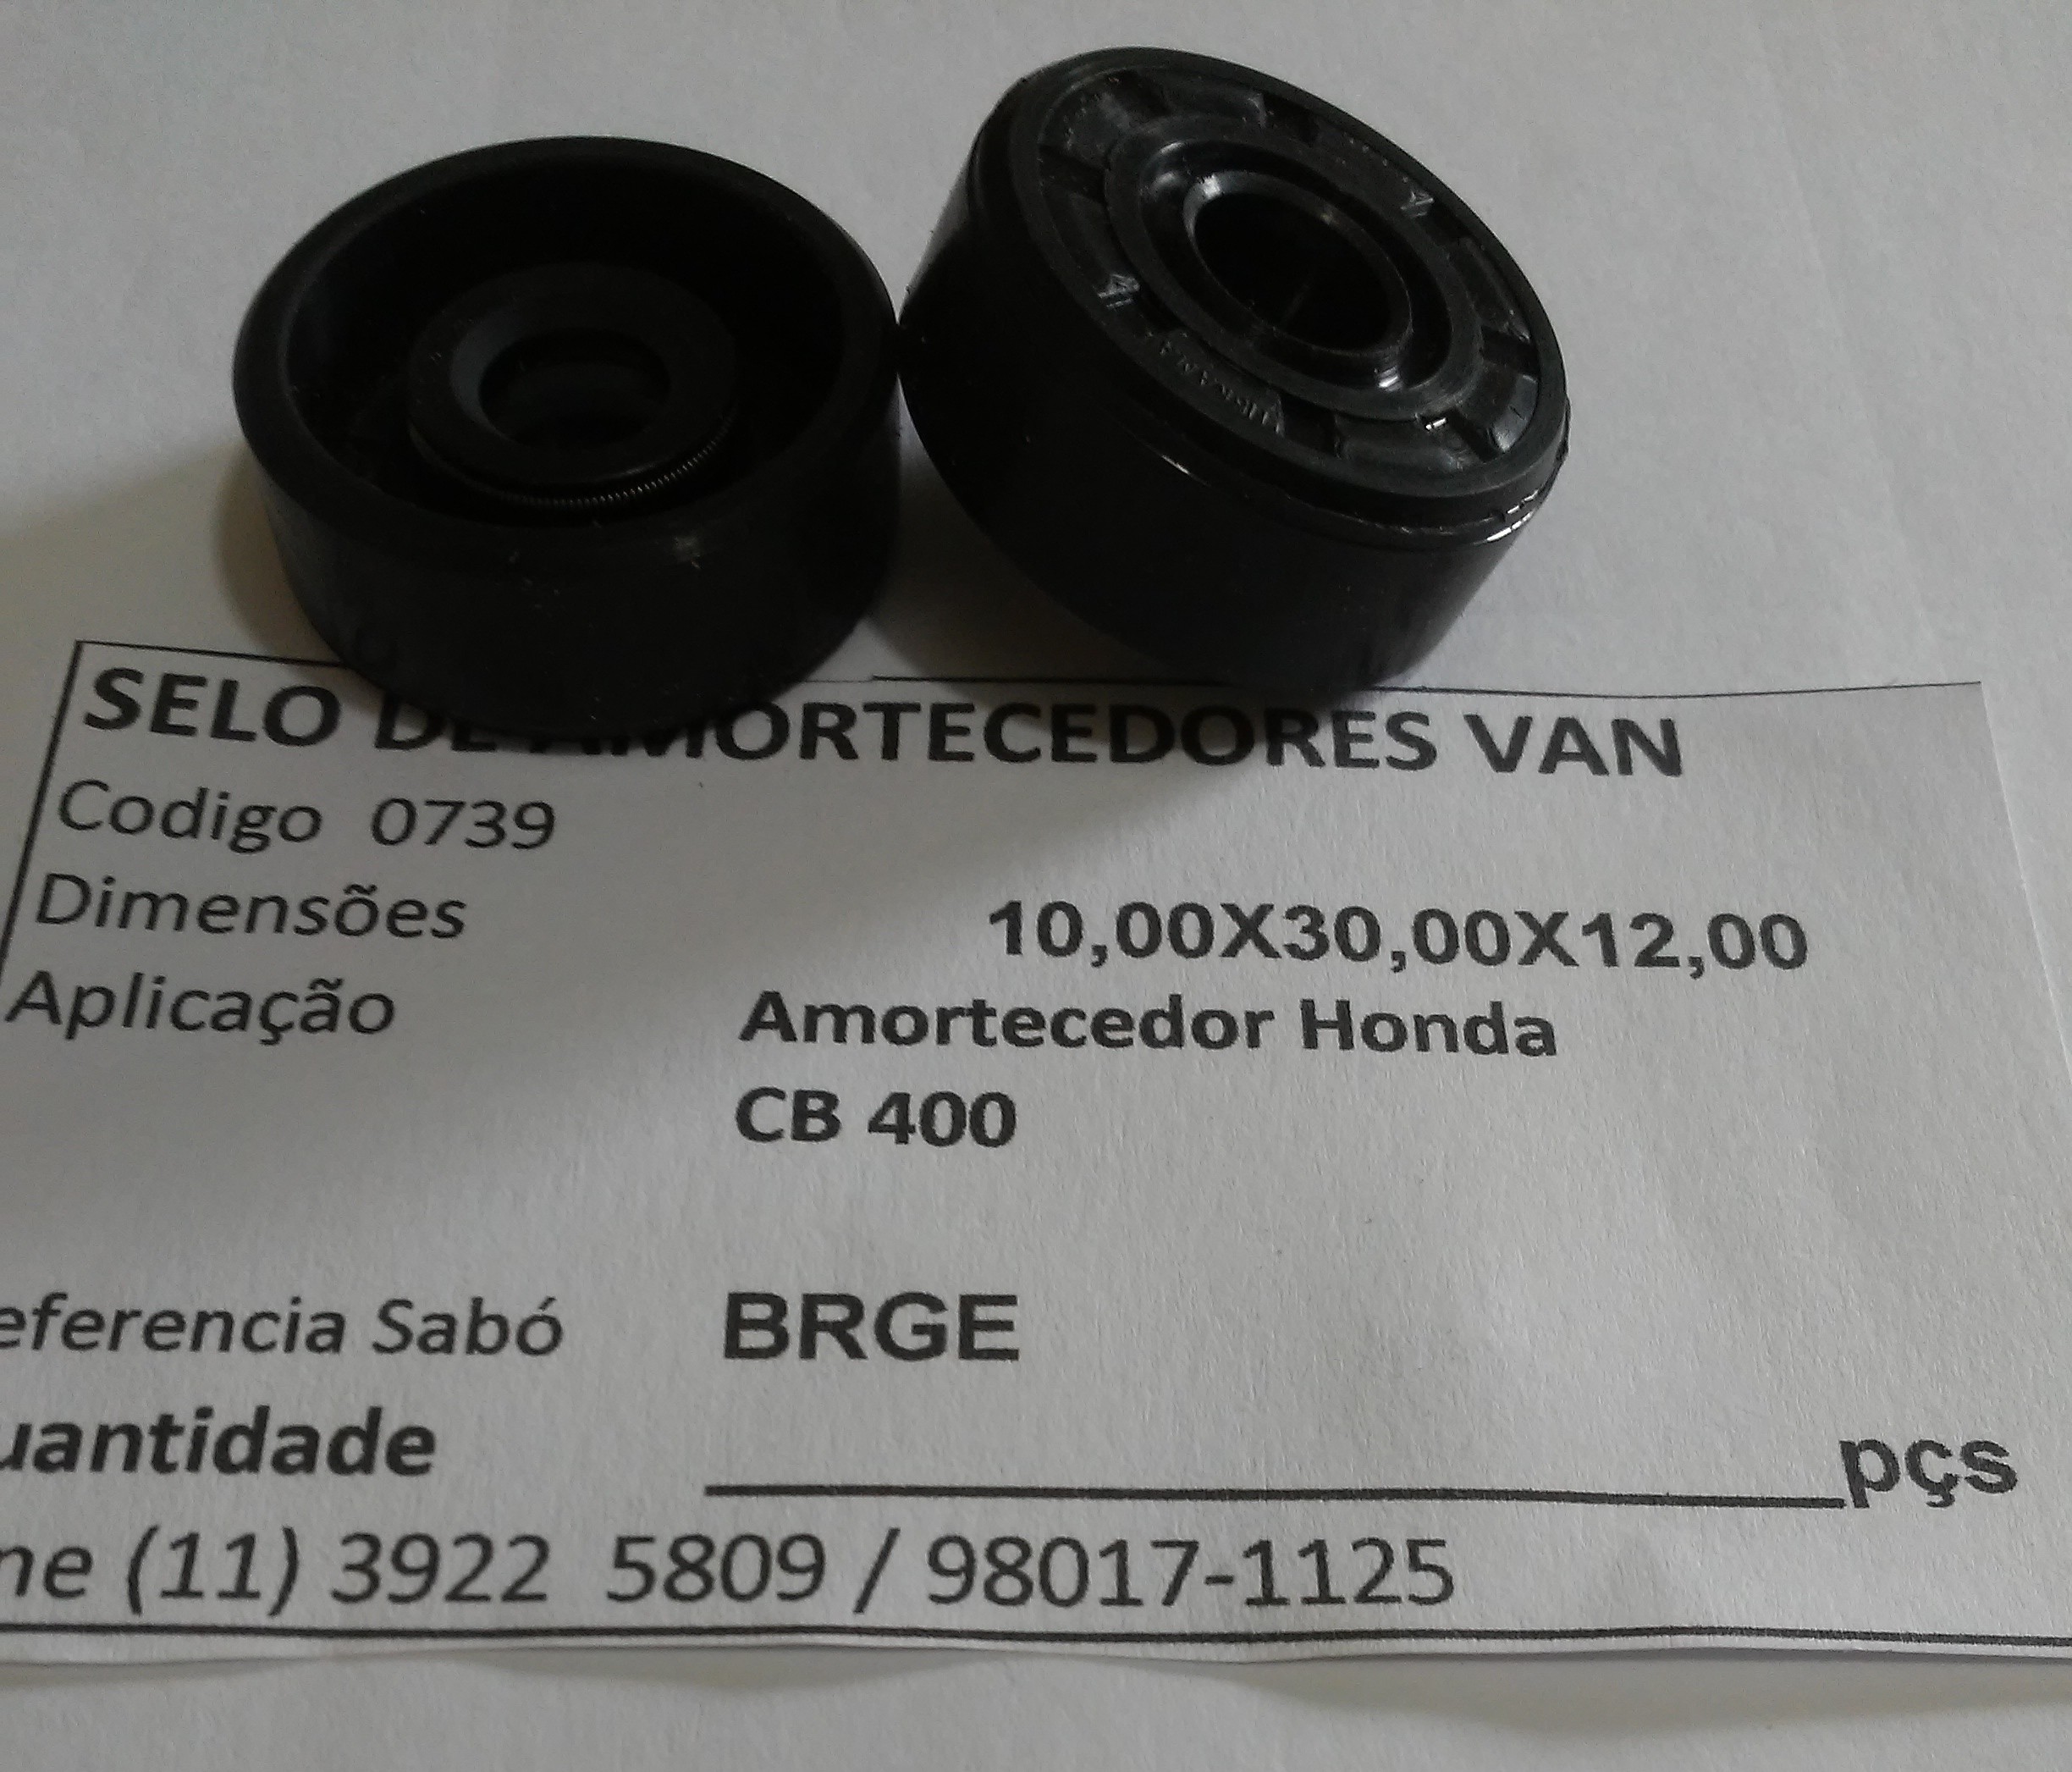 SELO DE AMORTECEDORES VAN
Codigo 0739
Dimensões 10,00X30,00X12,00
Aplicação Amortecedor Honda
CB 400
eferencia Sabó BRGE
uantidade pçs
ne (11) 3922 5809 / 98017-1125